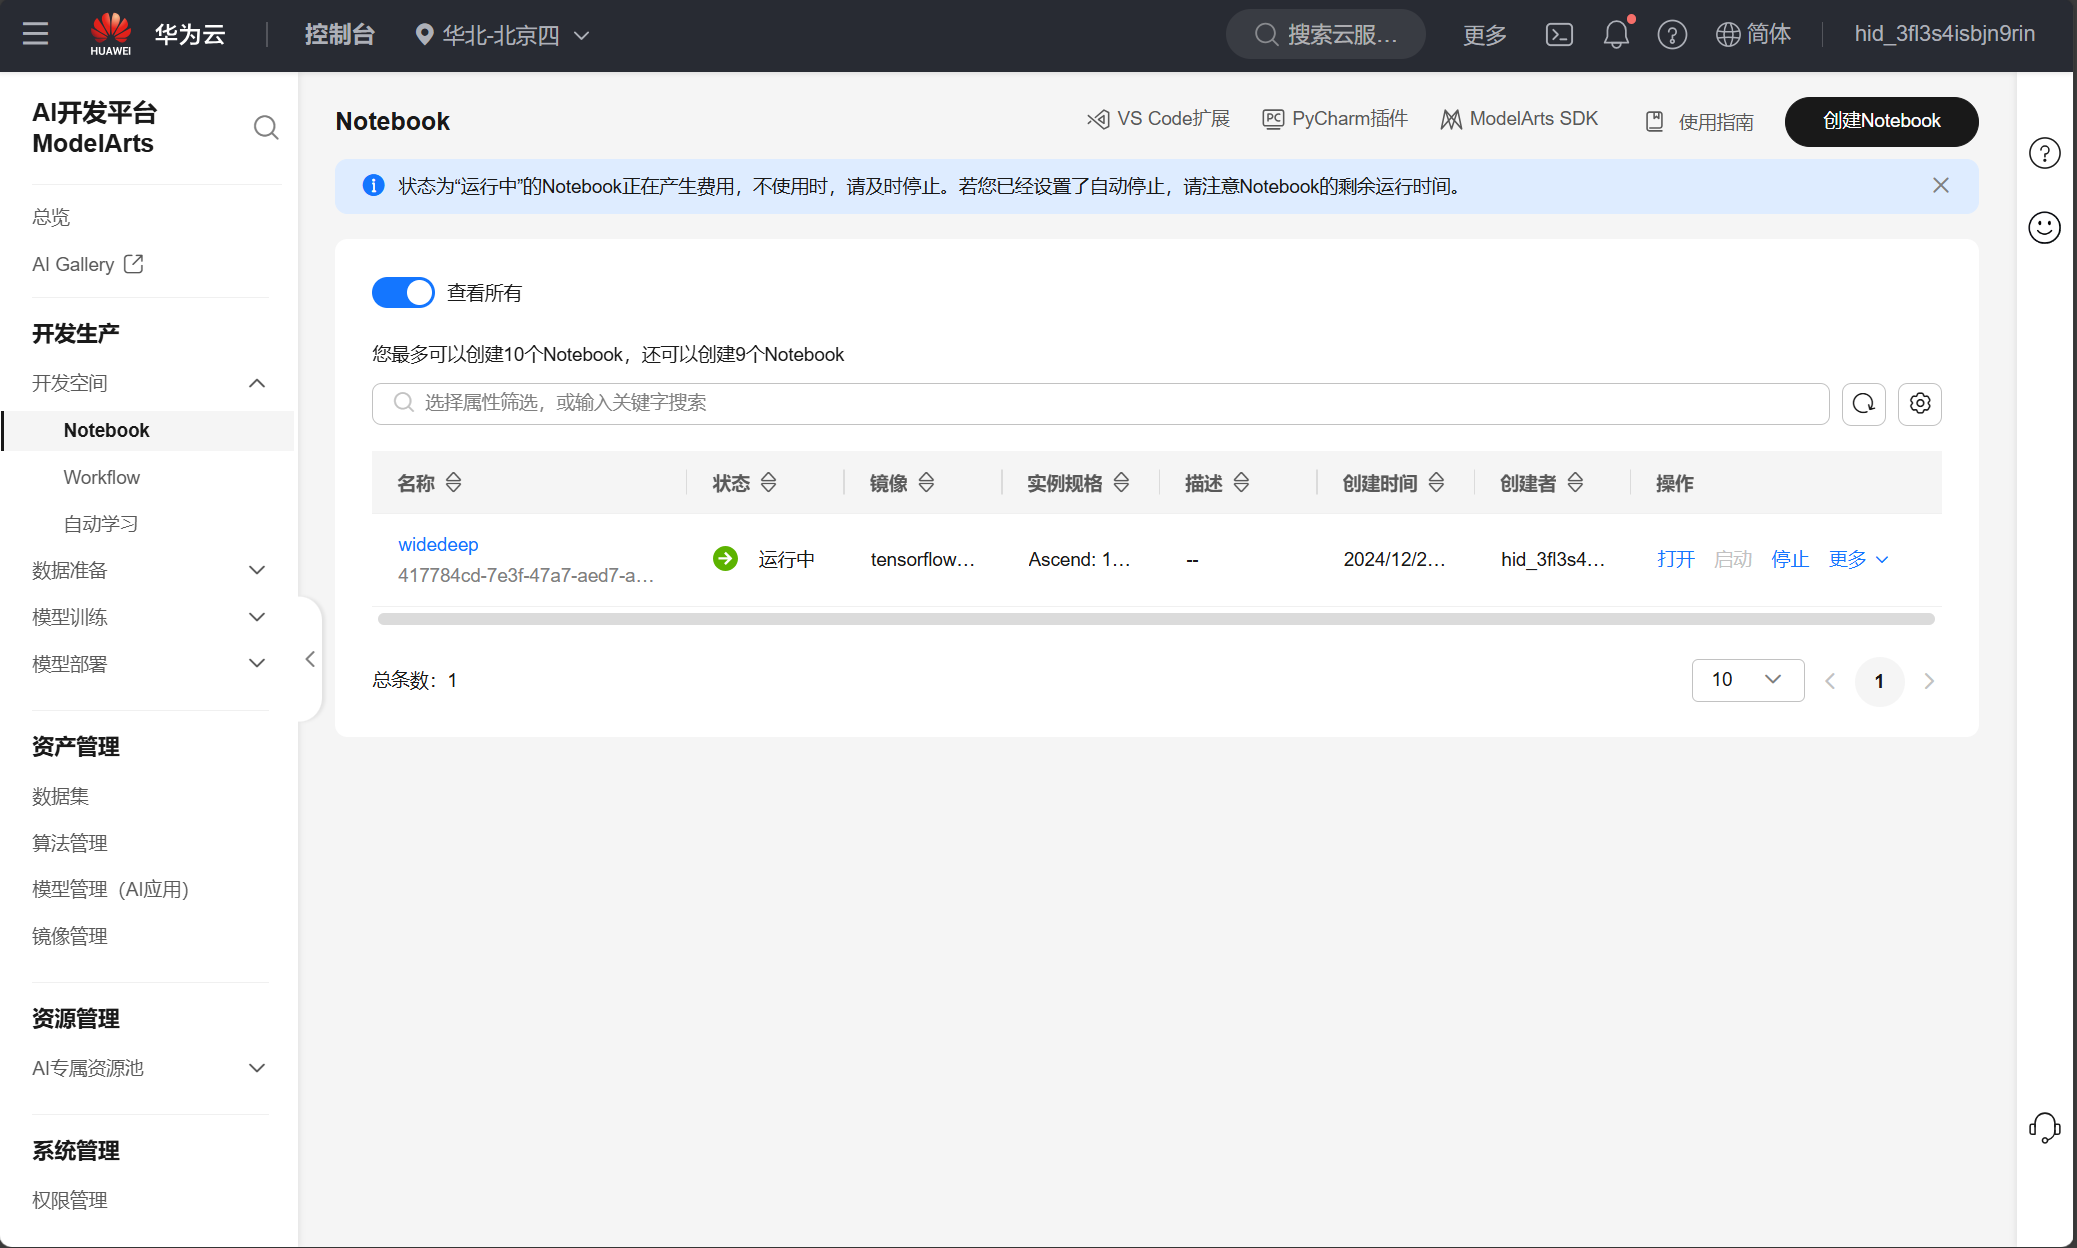 HUAWEI
华为云
控制台
华北-北京四
搜索云服...
更多
简体
hid_3fl3s4isbjn9rin
AI开发平台
ModelArts
总览
AI Gallery
开发生产
开发空间
Notebook
Workflow
自动学习
数据准备
模型训练
模型部署
资产管理
数据集
算法管理
模型管理（AI应用）
镜像管理
资源管理
AI专属资源池
系统管理
权限管理
Notebook
VS Code扩展
PC PyCharm插件
ModelArts SDK
使用指南
创建Notebook
状态为“运行中”的Notebook正在产生费用，不使用时，请及时停止。若您已经设置了自动停止，请注意Notebook的剩余运行时间。
查看所有
您最多可以创建10个Notebook，还可以创建9个Notebook
选择属性筛选，或输入关键字搜索
名称 状态 镜像 实例规格 描述 创建时间 创建者 操作
widedeep
417784cd-7e3f-47a7-aed7-a...
运行中 tensorflow... Ascend: 1... -- 2024/12/2... hid_3fl3s4... 打开 启动 停止 更多
总条数：1
10
1